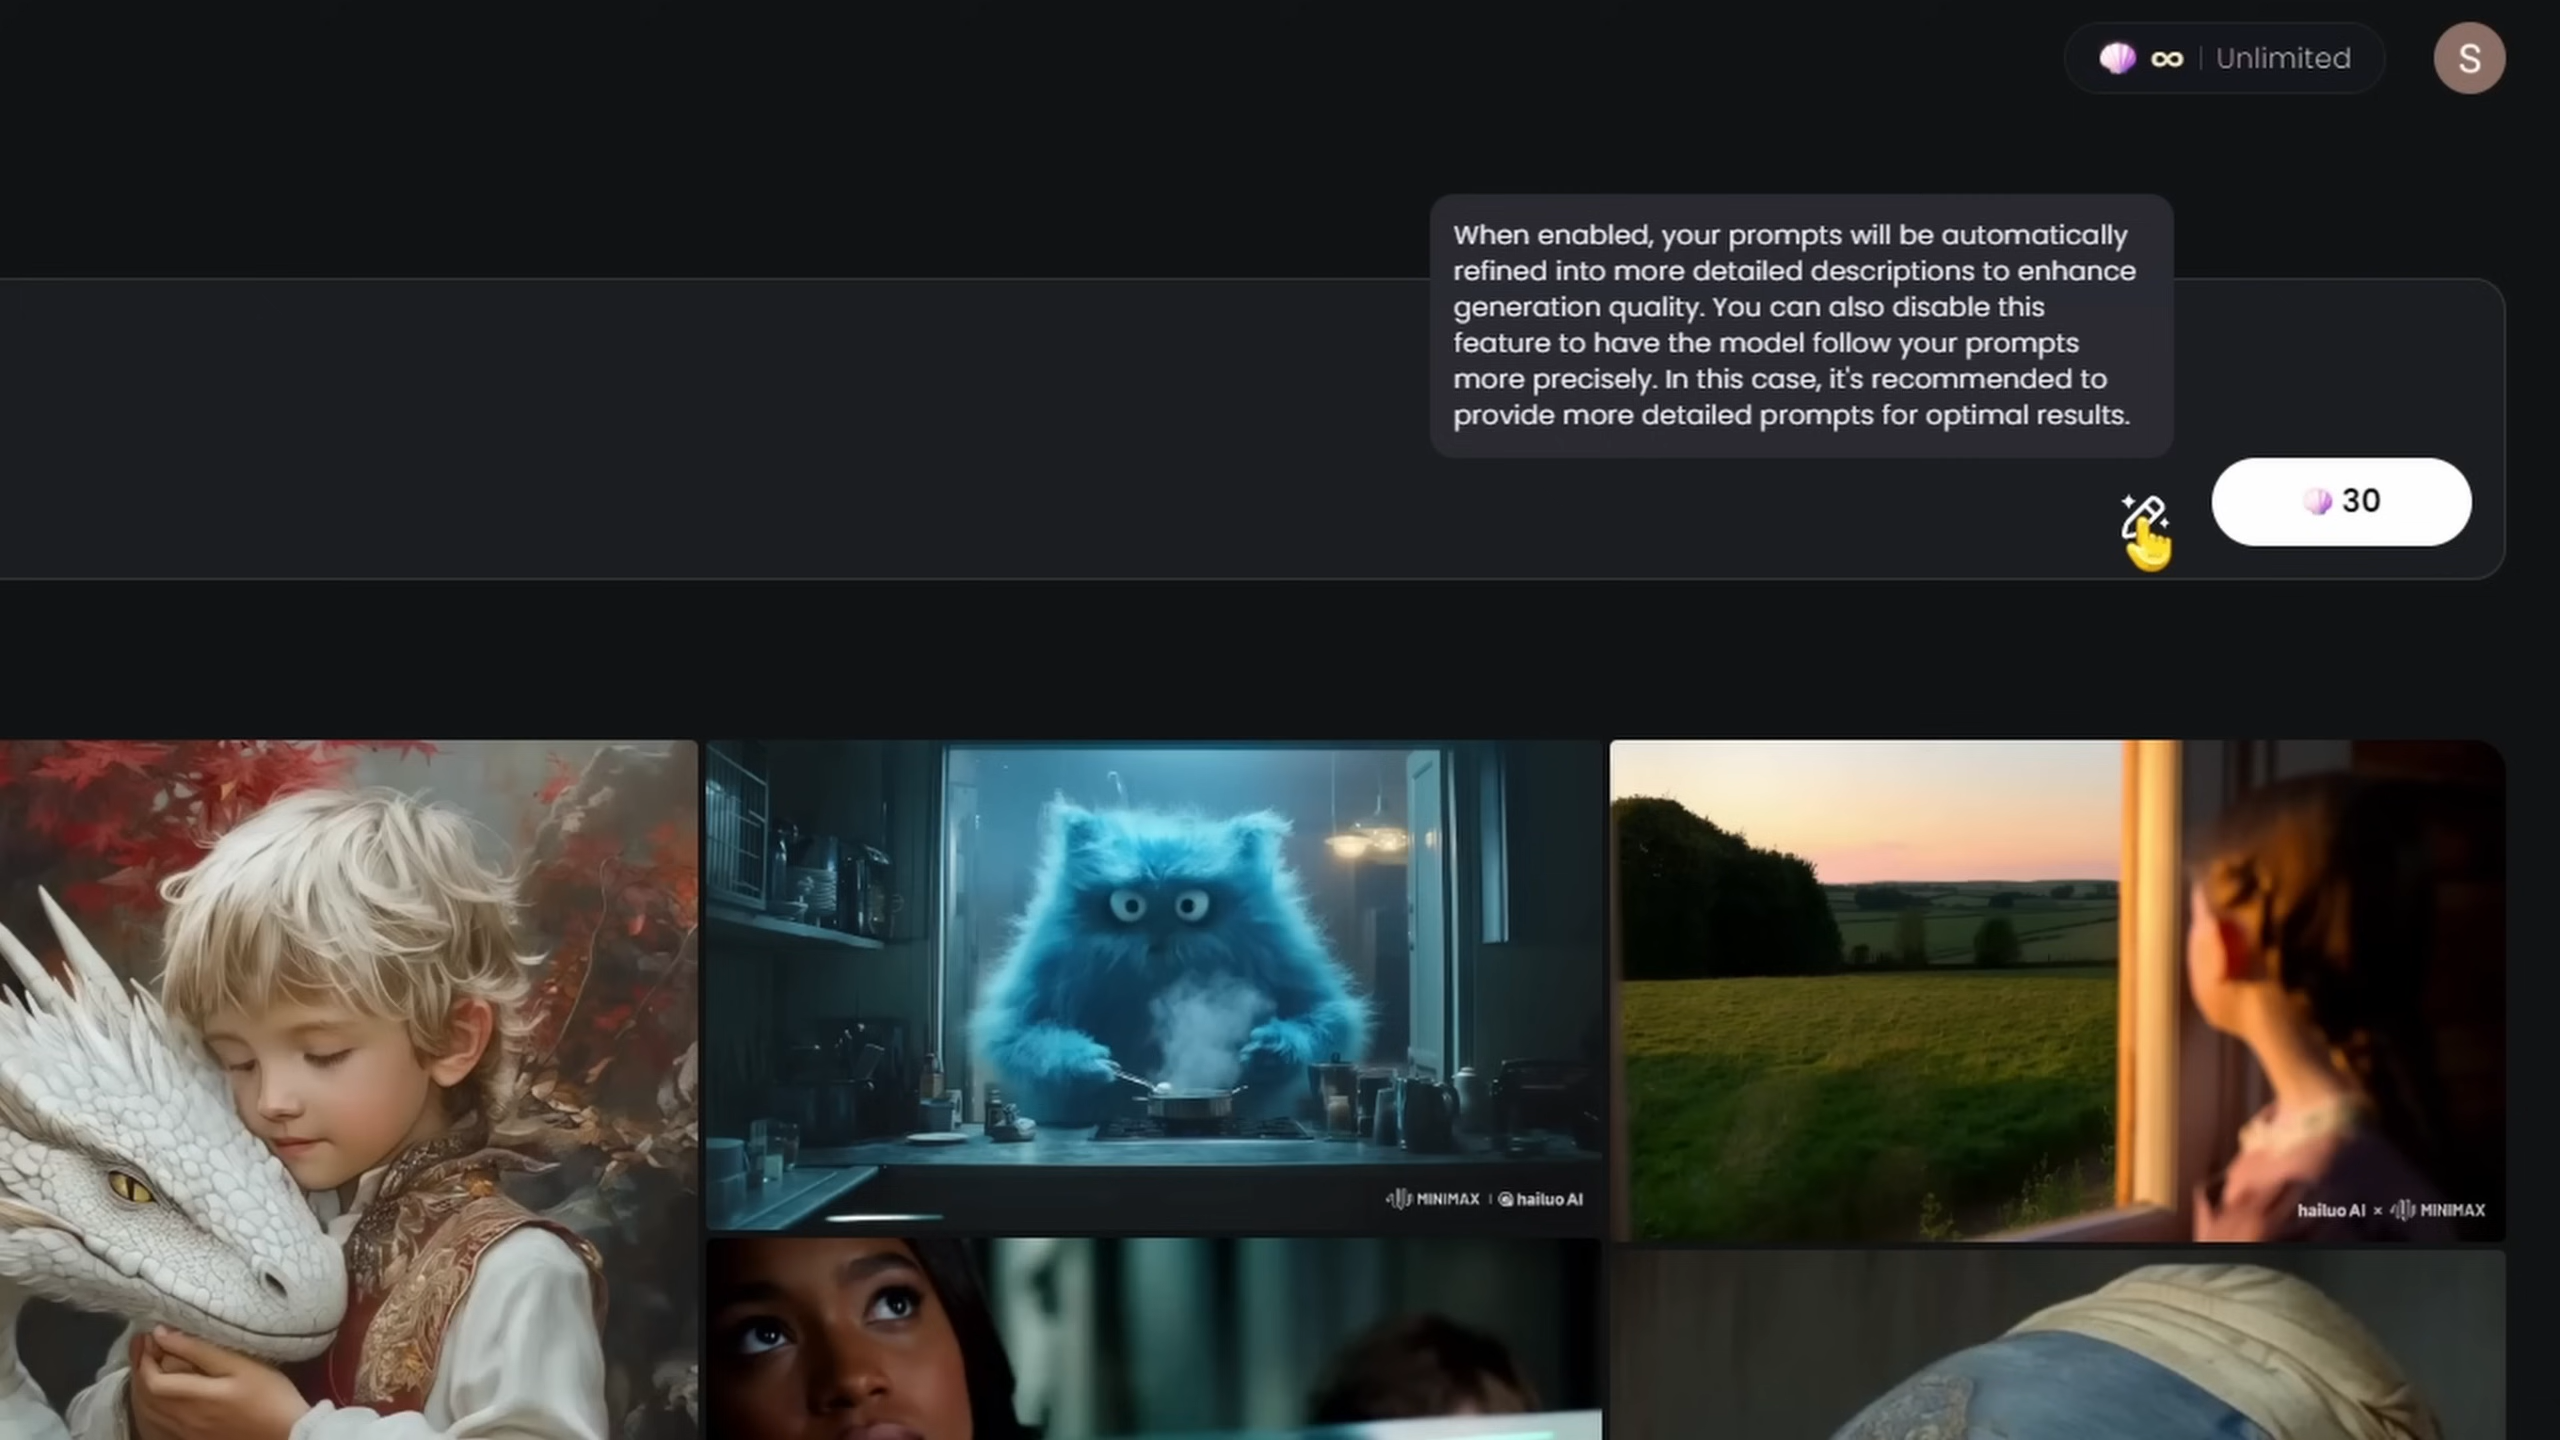 ∞ | Unlimited
S
When enabled, your prompts will be automatically
refined into more detailed descriptions to enhance
generation quality. You can also disable this
feature to have the model follow your prompts
more precisely. In this case, it's recommended to
provide more detailed prompts for optimal results.
30
MINIMAX | hailuo AI
hailuo AI × MINIMAX